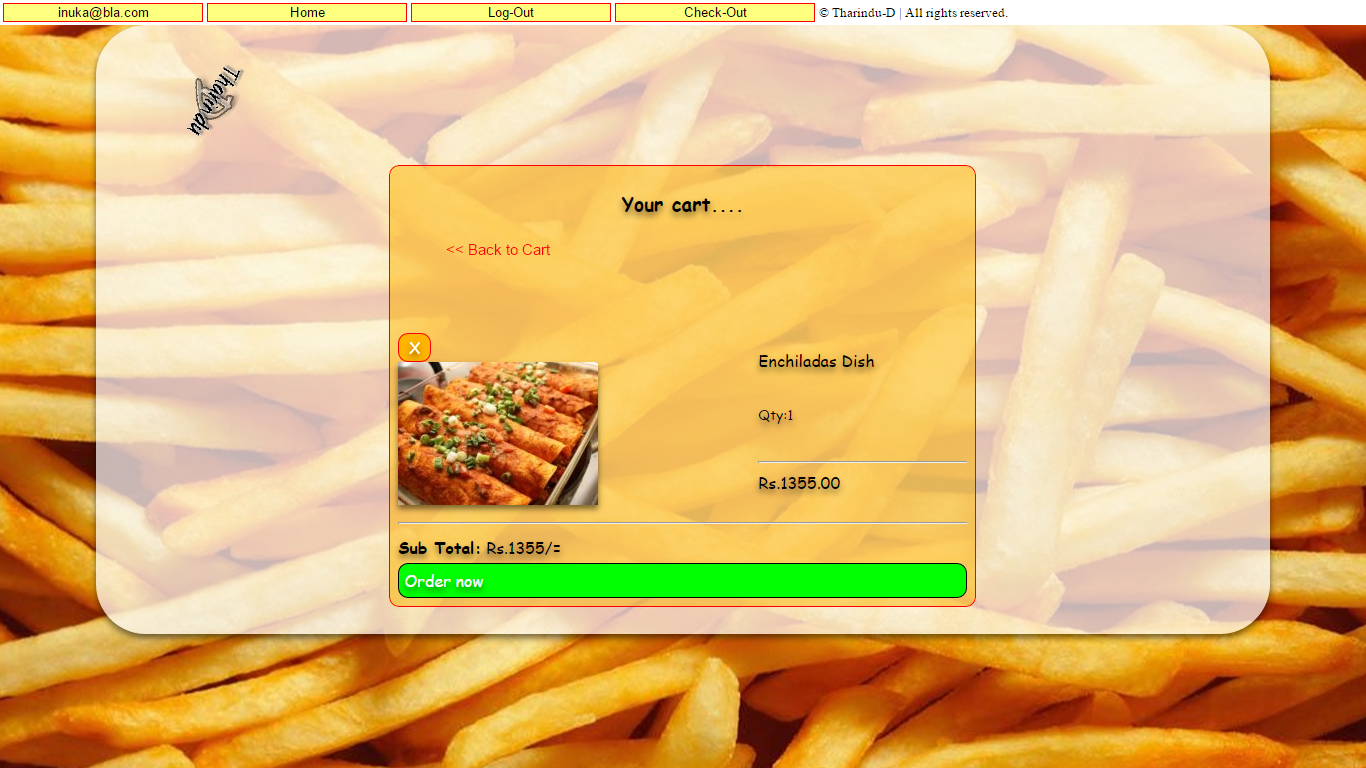 inuka@bla.com Home Log-Out Check-Out © Tharindu-D | All rights reserved.
Tharindu
Your cart....
<< Back to Cart
X
Enchiladas Dish
Qty:1
Rs.1355.00
Sub Total: Rs.1355/=
Order now